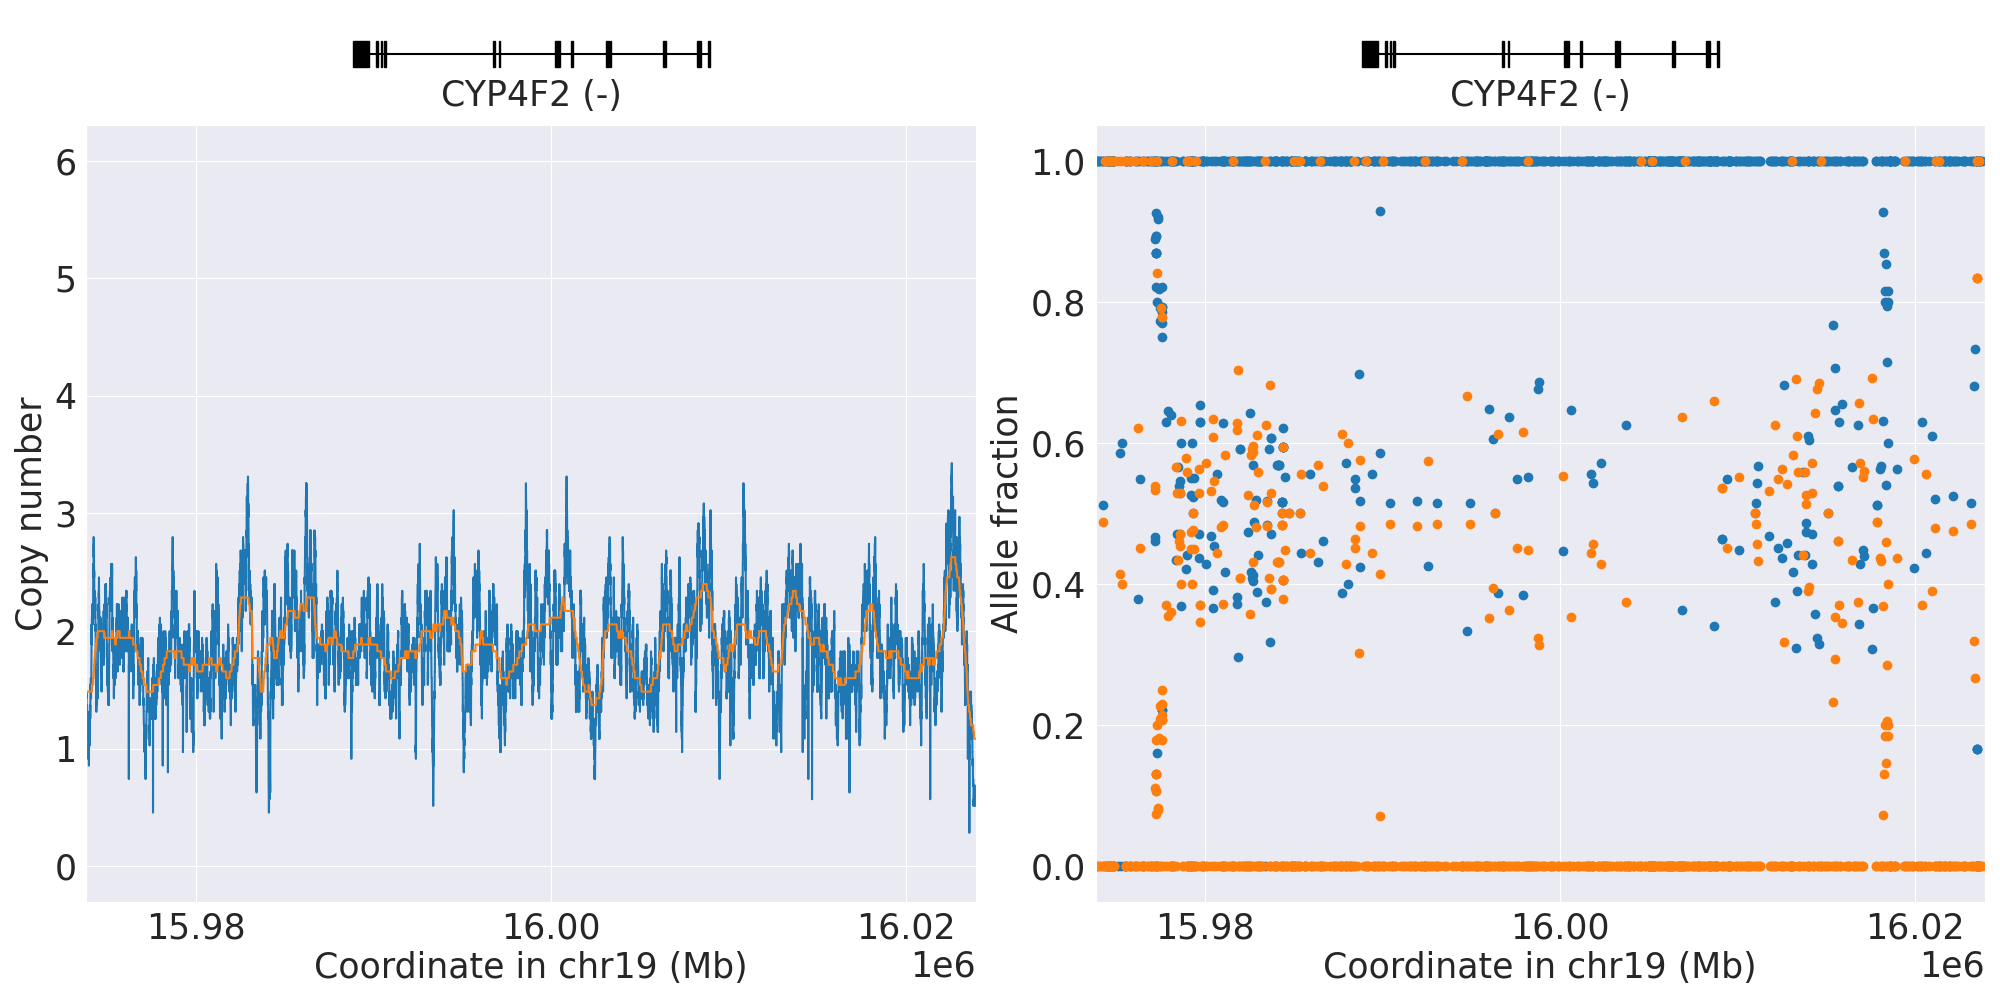 CYP4F2 (-)
Copy number
6
5
4
3
2
1
0
15.98
16.00
16.02
Coordinate in chr19 (Mb)
1e6
CYP4F2 (-)
Allele fraction
1.0
0.8
0.6
0.4
0.2
0.0
15.98
16.00
16.02
Coordinate in chr19 (Mb)
1e6